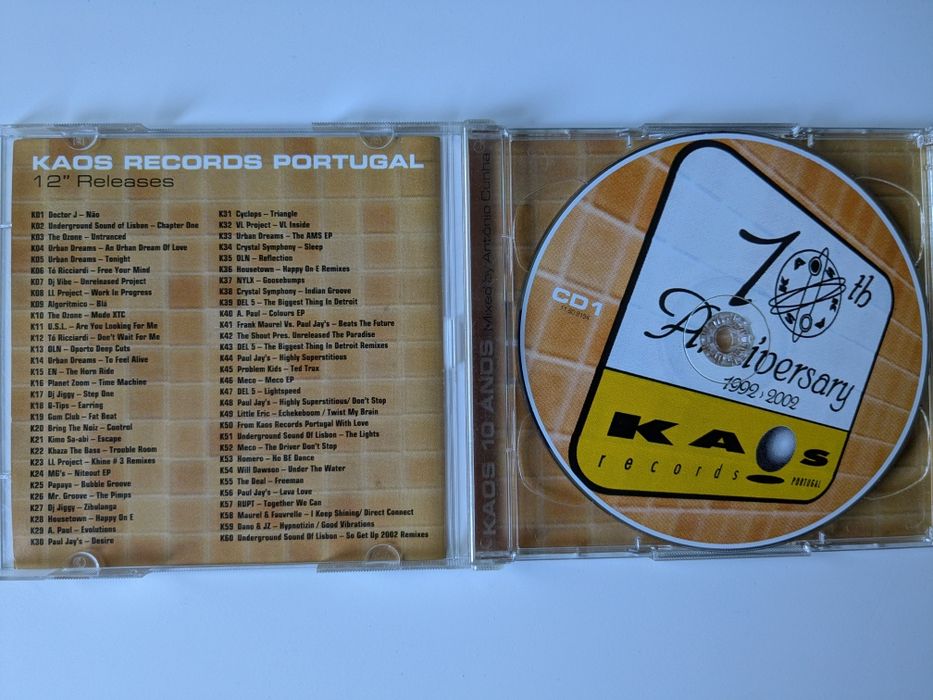 KAOS RECORDS PORTUGAL
12" Releases
K01 Doctor J – Não
K02 Underground Sound of Lisbon – Chapter One
K03 The Ozone – Untranced
K04 Urban Dreams – An Urban Dream Of Love
K05 Urban Dreams – Tonight
K06 Tó Ricciardi – Free Your Mind
K07 Dj Vibe – Unreleased Project
K08 LL Project – Work In Progress
K09 Algoritmico – Blá
K10 The Ozone – Mode XTC
K11 U.S.L. – Are You Looking For Me
K12 Tó Ricciardi – Don't Wait For Me
K13 OLN – Oporto Deep Cuts
K14 Urban Dreams – To Feel Alive
K15 EN – The Horn Ride
K16 Planet Zoom – Time Machine
K17 Dj Jiggy – Step One
K18 B-Tips – Earring
K19 Gum Club – Fat Beat
K20 Bring The Noiz – Control
K21 Kimo Sa-abi – Escape
K22 Khaza The Bass – Trouble Room
K23 LL Project – Khine # 3 Remixes
K24 MG's – Niteout EP
K25 Papaya – Bubble Groove
K26 Mr. Groove – The Pimps
K27 Dj Jiggy – Zibulanga
K28 Housetown – Happy On E
K29 A. Paul – Evolutions
K30 Paul Jay's – Desire
K31 Cyclops – Triangle
K32 VL Project – VL Inside
K33 Urban Dreams – The AMS EP
K34 Crystal Symphony – Sleep
K35 OLN – Reflection
K36 Housetown – Happy On E Remixes
K37 NYLX – Goosebumps
K38 Crystal Symphony – Indian Groove
K39 DEL 5 – The Biggest Thing In Detroit
K40 A. Paul – Colours EP
K41 Frank Maurel Vs. Paul Jay's – Beats The Future
K42 The Shout Pres. Unreleased The Paradise
K43 DEL 5 – The Biggest Thing In Detroit Remixes
K44 Paul Jay's – Highly Superstitious
K45 Problem Kids – Ted Trax
K46 Meco – Meco EP
K47 DEL 5 – Lightspeed
K48 Paul Jay's – Highly Superstitious/ Don't Stop
K49 Little Eric – Echekeboom / Twist My Brain
K50 From Kaos Records Portugal With Love
K51 Underground Sound Of Lisbon – The Lights
K52 Meco – The Driver Don't Stop
K53 Homero – Ho BE Dance
K54 Will Dawson – Under The Water
K55 The Deal – Freeman
K56 Paul Jay's – Lava Love
K57 RUPT – Together We Can
K58 Maurel & Fauvrelle – I Keep Shining/ Direct Connect
K59 Dano & JZ – Hypnotizin / Good Vibrations
K60 Underground Sound Of Lisbon – So Get Up 2002 Remixes
KAOS 10 ANOS Mixed by António Cunha
CD1
10th
Anniversary
1992 > 2002
KAOS
records
PORTUGAL